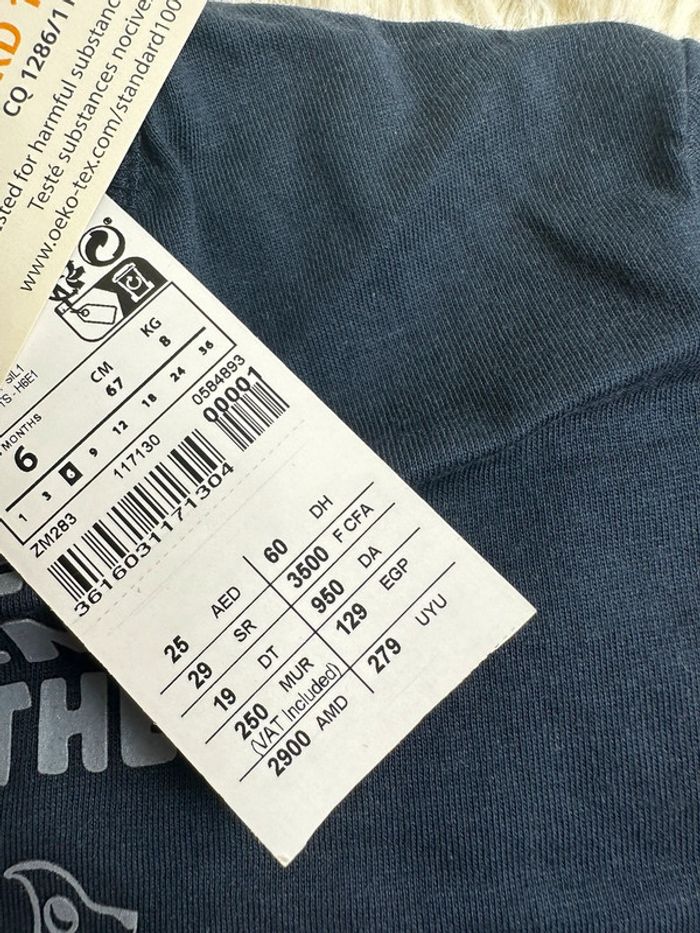 CQ 1286/1
Tested for harmful substanc
Testé substances nocive
www.oeko-tex.com/standard100
SIL1
TS - H6E1
CM KG
67 8
MONTHS
6
1 3 6 9 12 18 24 36
ZM283 117130 0584893
3616031171304 00001
25 AED 60 DH
29 SR 3500 F CFA
19 DT 950 DA
250 MUR 129 EGP
(VAT Included)
2900 AMD 279 UYU
THE